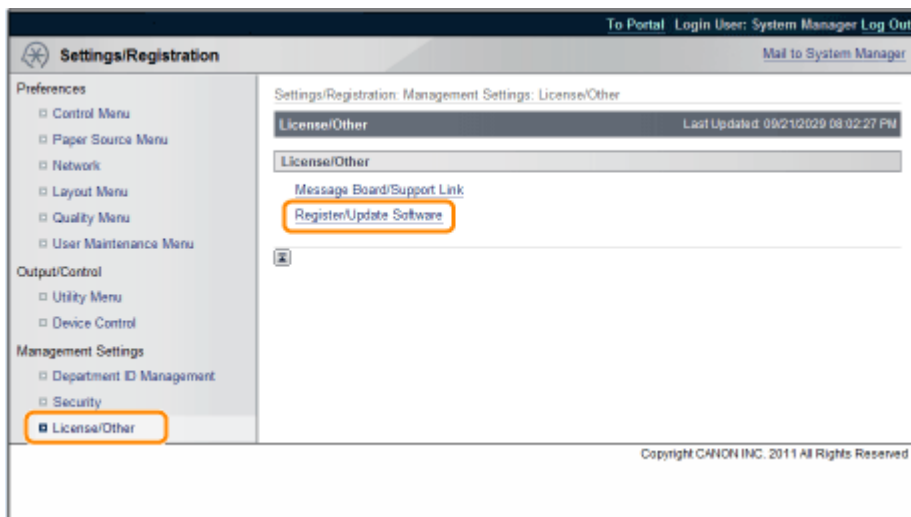 To Portal Login User: System Manager Log Out
Settings/Registration
Mail to System Manager
Preferences
Control Menu
Paper Source Menu
Network
Layout Menu
Quality Menu
User Maintenance Menu
Output/Control
Utility Menu
Device Control
Management Settings
Department ID Management
Security
License/Other
Settings/Registration: Management Settings: License/Other
License/Other
Last Updated: 09/21/2029 08:02:27 PM
License/Other
Message Board/Support Link
Register/Update Software
Copyright CANON INC. 2011 All Rights Reserved